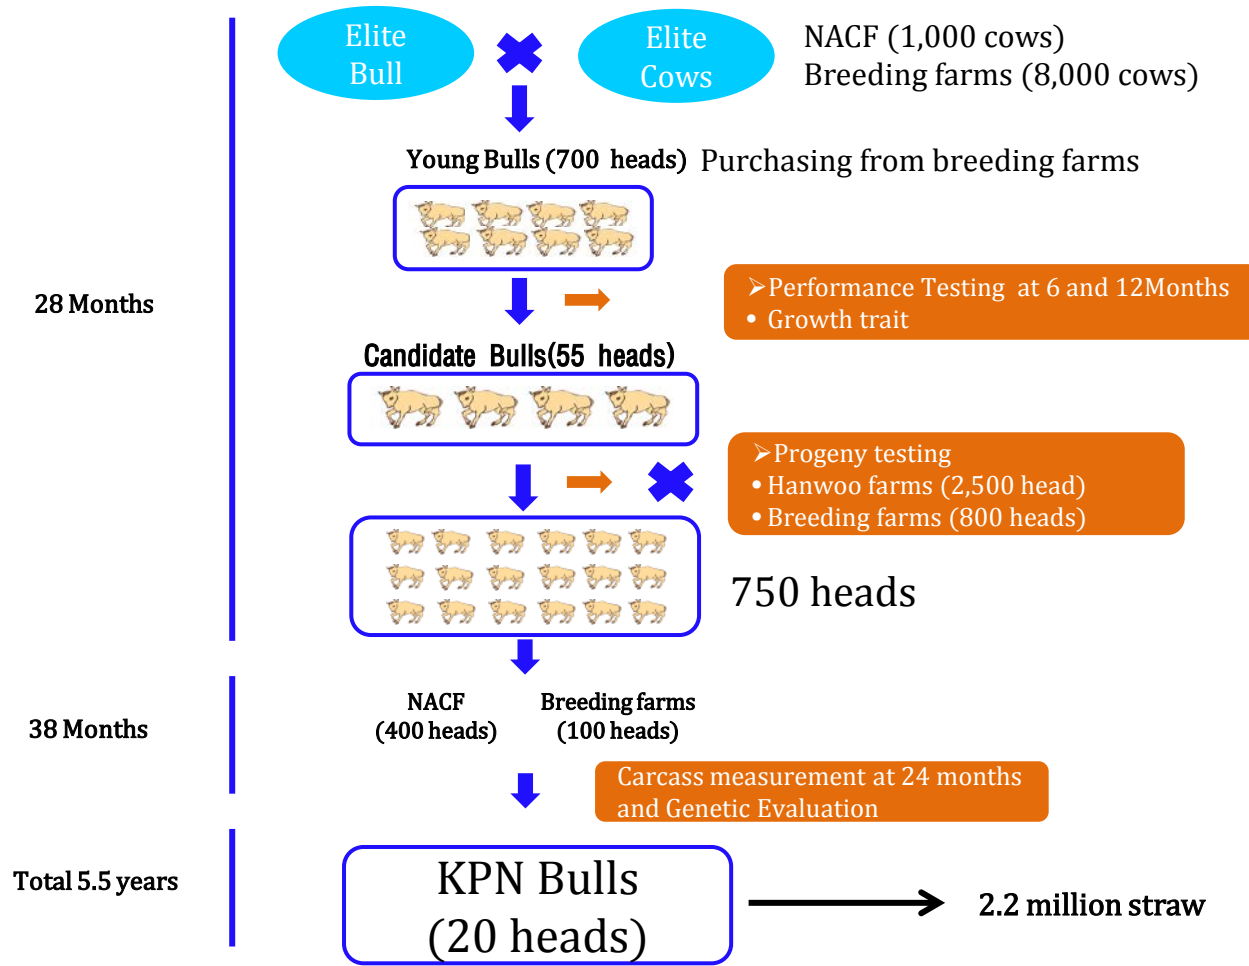 Elite
Bull
Elite
Cows
NACF (1,000 cows)
Breeding farms (8,000 cows)
Young Bulls (700 heads)
Purchasing from breeding farms
28 Months
➢Performance Testing at 6 and 12Months
• Growth trait
Candidate Bulls(55 heads)
➢Progeny testing
• Hanwoo farms (2,500 head)
• Breeding farms (800 heads)
750 heads
38 Months
NACF
(400 heads)
Breeding farms
(100 heads)
Carcass measurement at 24 months
and Genetic Evaluation
Total 5.5 years
KPN Bulls
(20 heads)
2.2 million straw